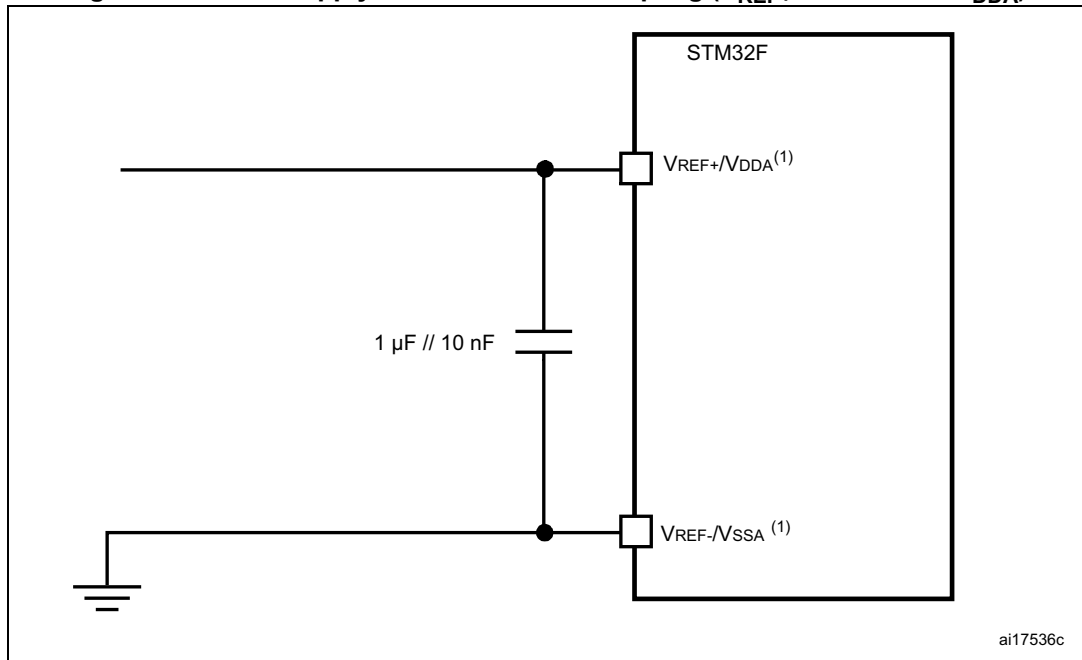 STM32F
VREF+/VDDA(1)
1 µF // 10 nF
VREF-/VSSA (1)
ai17536c